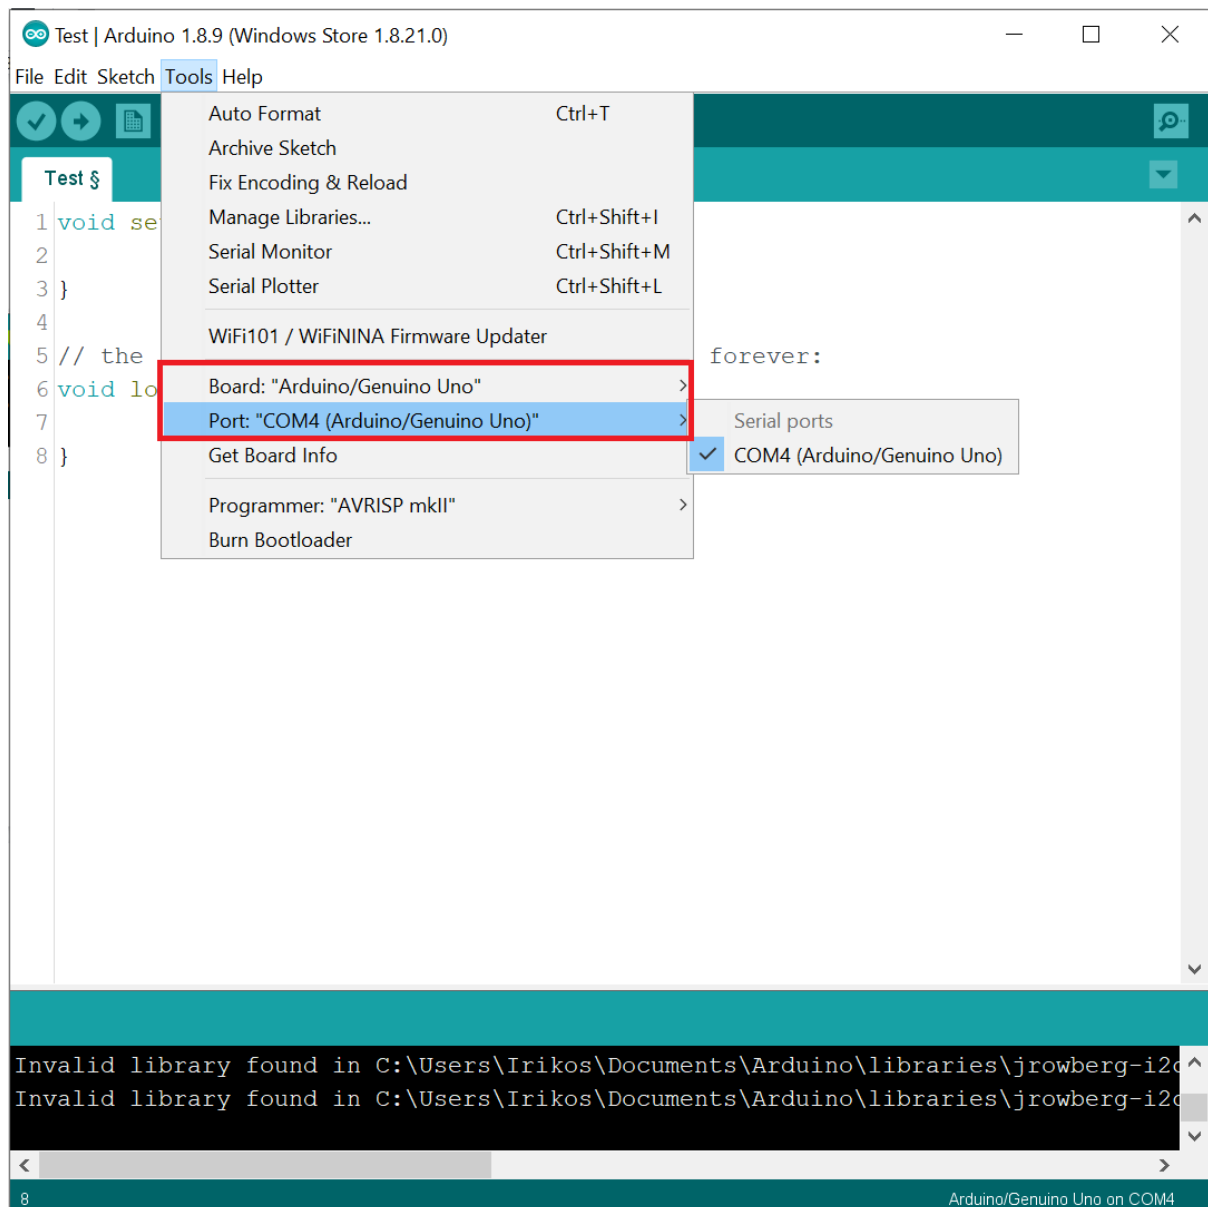 Test | Arduino 1.8.9 (Windows Store 1.8.21.0)
File Edit Sketch Tools Help
Auto Format Ctrl+T
Archive Sketch
Test §
Fix Encoding & Reload
Manage Libraries... Ctrl+Shift+I
Serial Monitor Ctrl+Shift+M
Serial Plotter Ctrl+Shift+L
WiFi101 / WiFiNINA Firmware Updater
Board: "Arduino/Genuino Uno"
Port: "COM4 (Arduino/Genuino Uno)"
Get Board Info
Programmer: "AVRISP mkII"
Burn Bootloader
Serial ports
COM4 (Arduino/Genuino Uno)
1 void se
2
3 }
4
5 // the forever:
6 void lo
7
8 }
Invalid library found in C:\Users\Irikos\Documents\Arduino\libraries\jrowberg-i2c
Invalid library found in C:\Users\Irikos\Documents\Arduino\libraries\jrowberg-i2c
8 Arduino/Genuino Uno on COM4